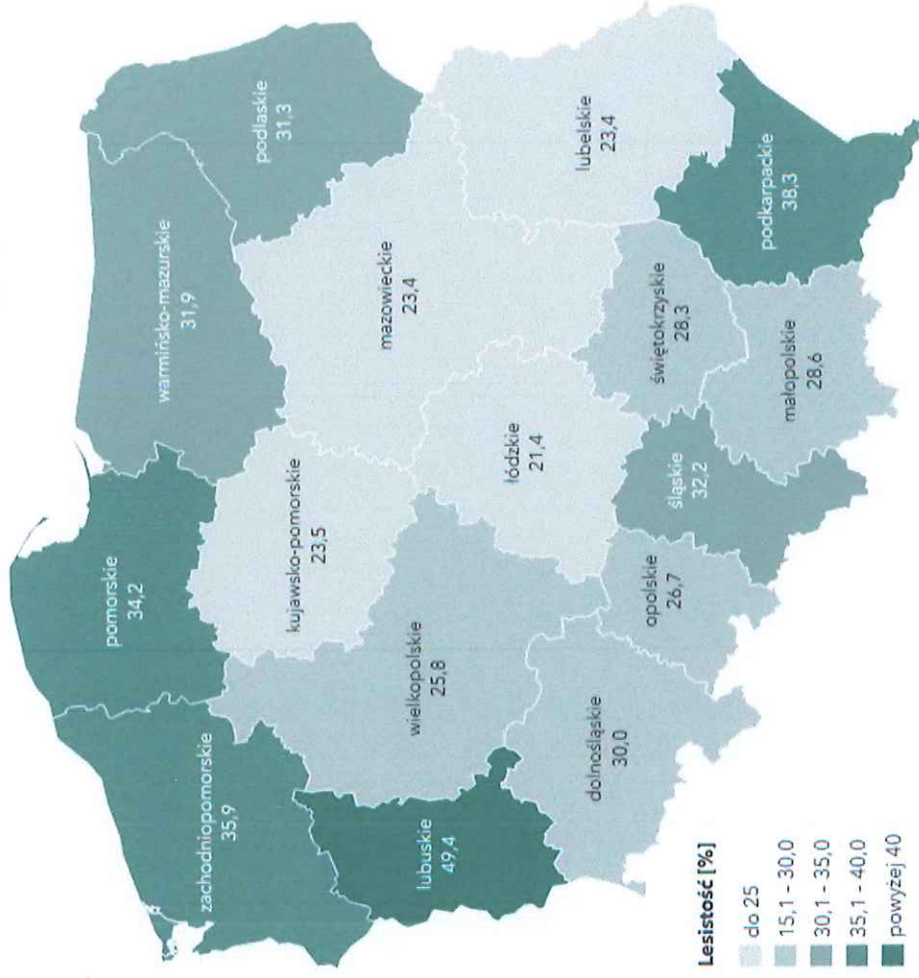 pomorskie
34,2
zachodniopomorskie
35,9
warmińsko-mazurskie
31,9
podlaskie
31,3
kujawsko-pomorskie
23,5
mazowieckie
23,4
wielkopolskie
25,8
lubuskie
49,4
łódzkie
21,4
lubelskie
23,4
dolnośląskie
30,0
opolskie
26,7
śląskie
32,2
świętokrzyskie
28,3
małopolskie
28,6
podkarpackie
38,3
Lesistość [%]
do 25
15,1 - 30,0
30,1 - 35,0
35,1 - 40,0
powyżej 40